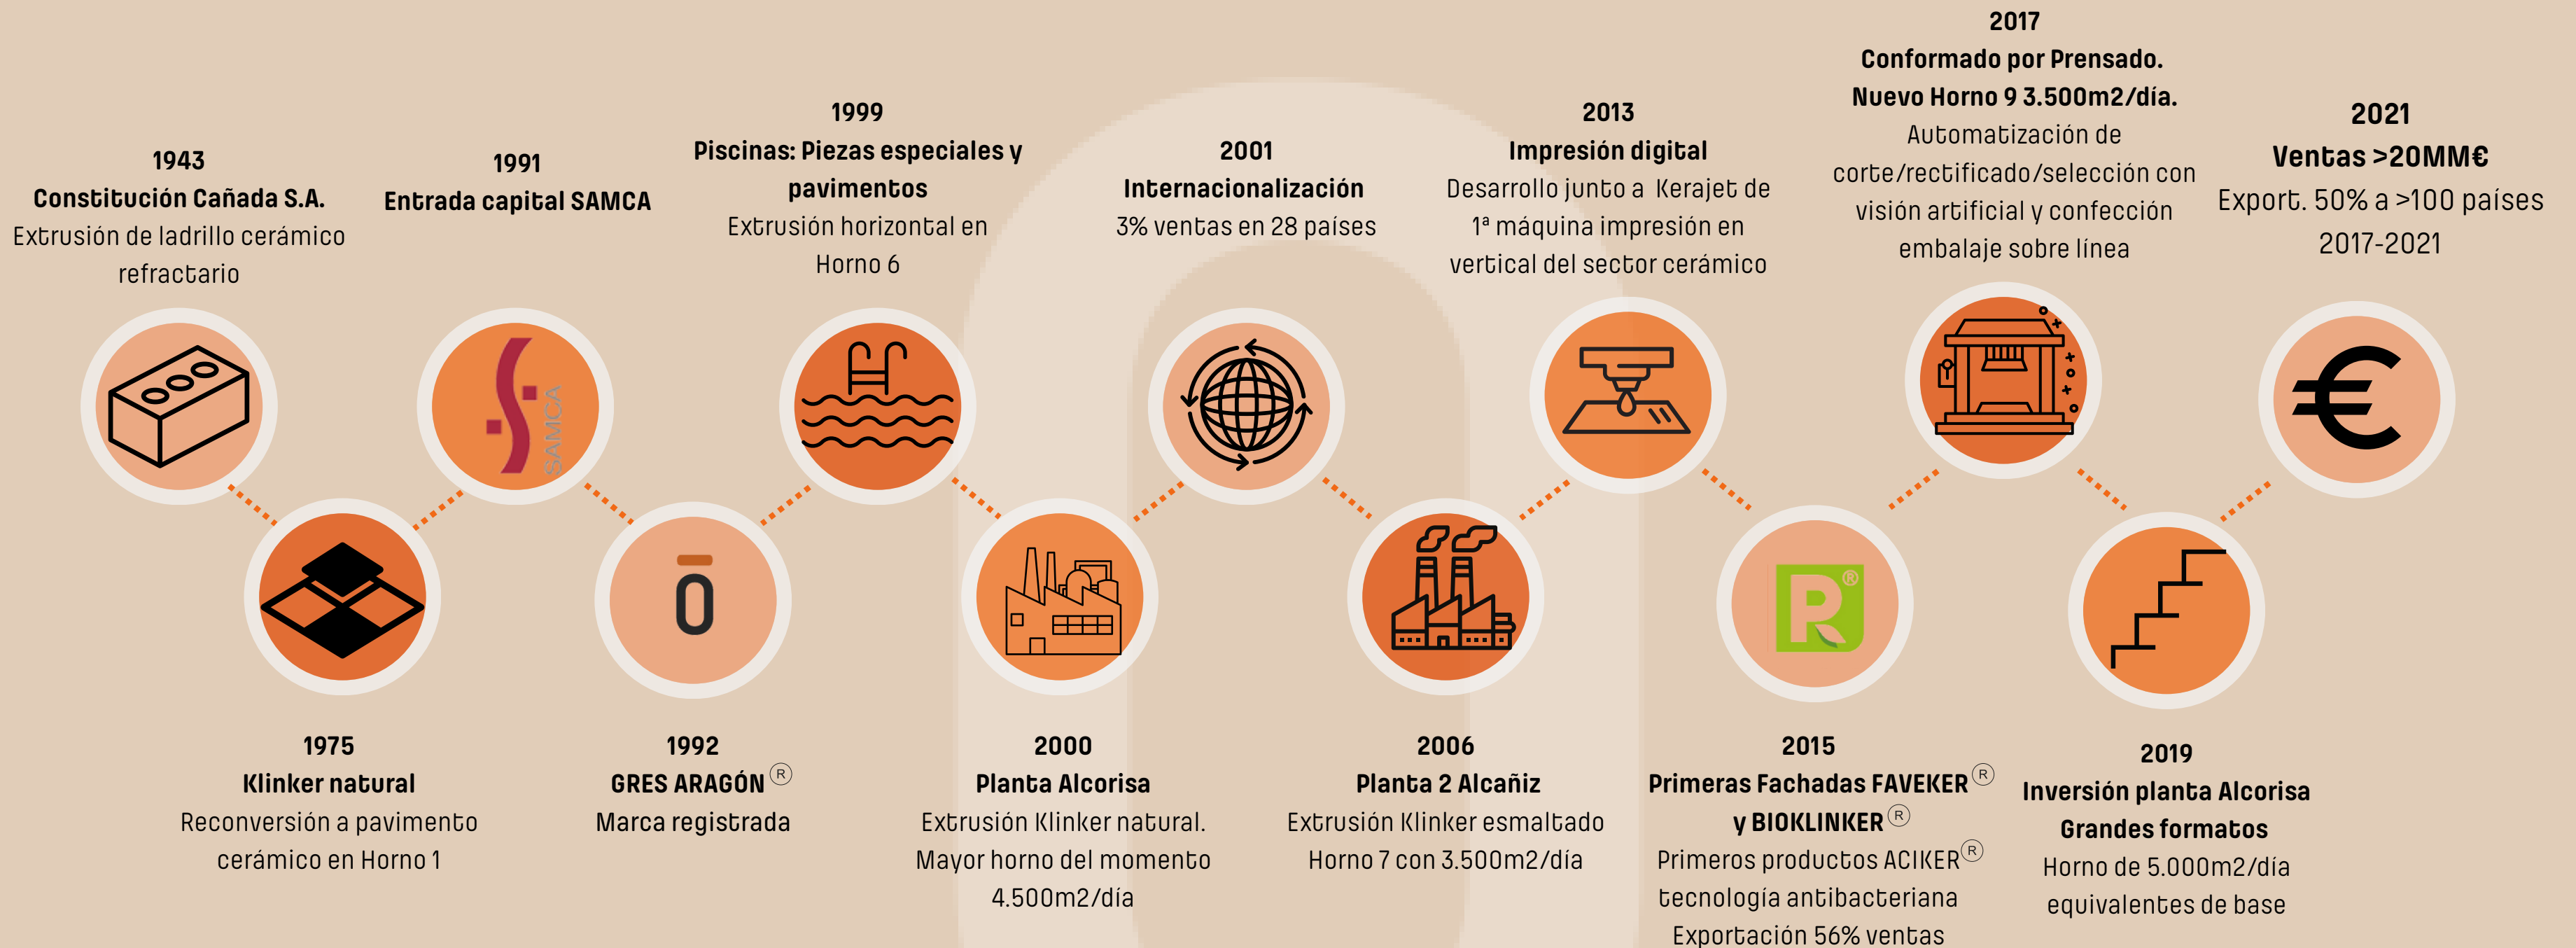 1943
Constitución Cañada S.A.
Extrusión de ladrillo cerámico
refractario
1975
Klinker natural
Reconversión a pavimento
cerámico en Horno 1
1991
Entrada capital SAMCA
SAMCA
1992
GRES ARAGÓN®
Marca registrada
ō
1999
Piscinas: Piezas especiales y
pavimentos
Extrusión horizontal en
Horno 6
2000
Planta Alcorisa
Extrusión Klinker natural.
Mayor horno del momento
4.500m2/día
2001
Internacionalización
3% ventas en 28 países
2006
Planta 2 Alcañiz
Extrusión Klinker esmaltado
Horno 7 con 3.500m2/día
2013
Impresión digital
Desarrollo junto a Kerajet de
1ª máquina impresión en
vertical del sector cerámico
R®
2015
Primeras Fachadas FAVEKER®
y BIOKLINKER®
Primeros productos ACIKER®
tecnología antibacteriana
Exportación 56% ventas
2017
Conformado por Prensado.
Nuevo Horno 9 3.500m2/día.
Automatización de
corte/rectificado/selección con
visión artificial y confección
embalaje sobre línea
2019
Inversión planta Alcorisa
Grandes formatos
Horno de 5.000m2/día
equivalentes de base
2021
Ventas >20MM€
Export. 50% a >100 países
2017-2021
€